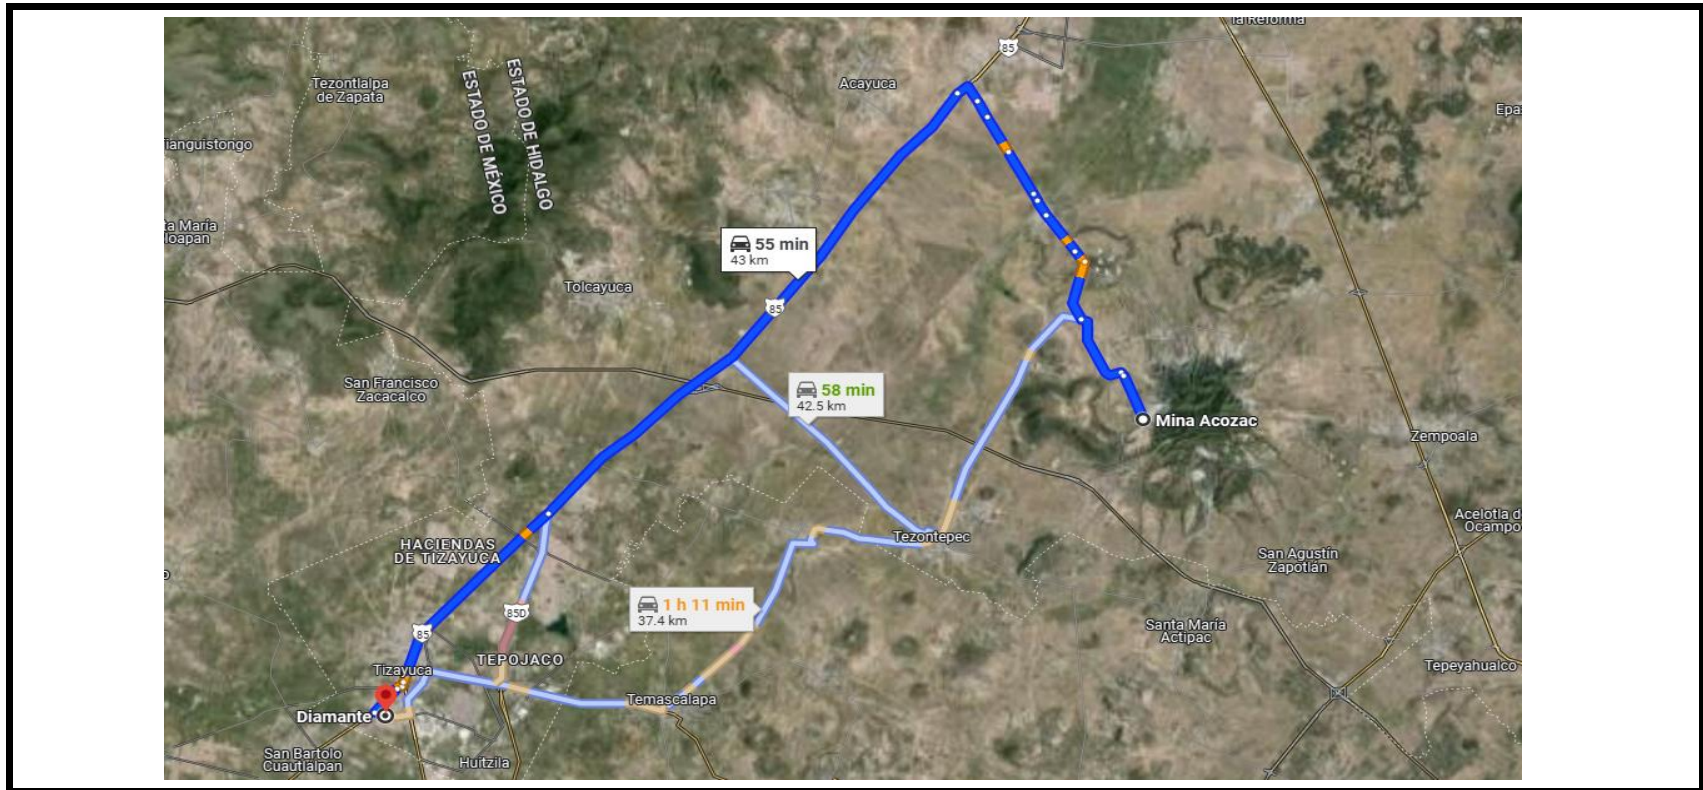 la Reforma
85
Tezontlalpa
de Zapata
Acayuca
ESTADO DE MÉXICO
ESTADO DE HIDALGO
Epa
ianguistongo
ta María
loapan
55 min
43 km
Tolcayuca
85
San Francisco
Zacacalco
58 min
42.5 km
Mina Acozac
Zempoala
Acelotla d
Ocampo
Tezontepec
HACIENDAS
DE TIZAYUCA
San Agustín
Zapotlán
o
1 h 11 min
37.4 km
85D
85
Santa María
Actipac
TEPOJACO
Tizayuca
Tepeyahualco
Temascalapa
Diamante
San Bartolo
Cuautlalpan
Huitzila